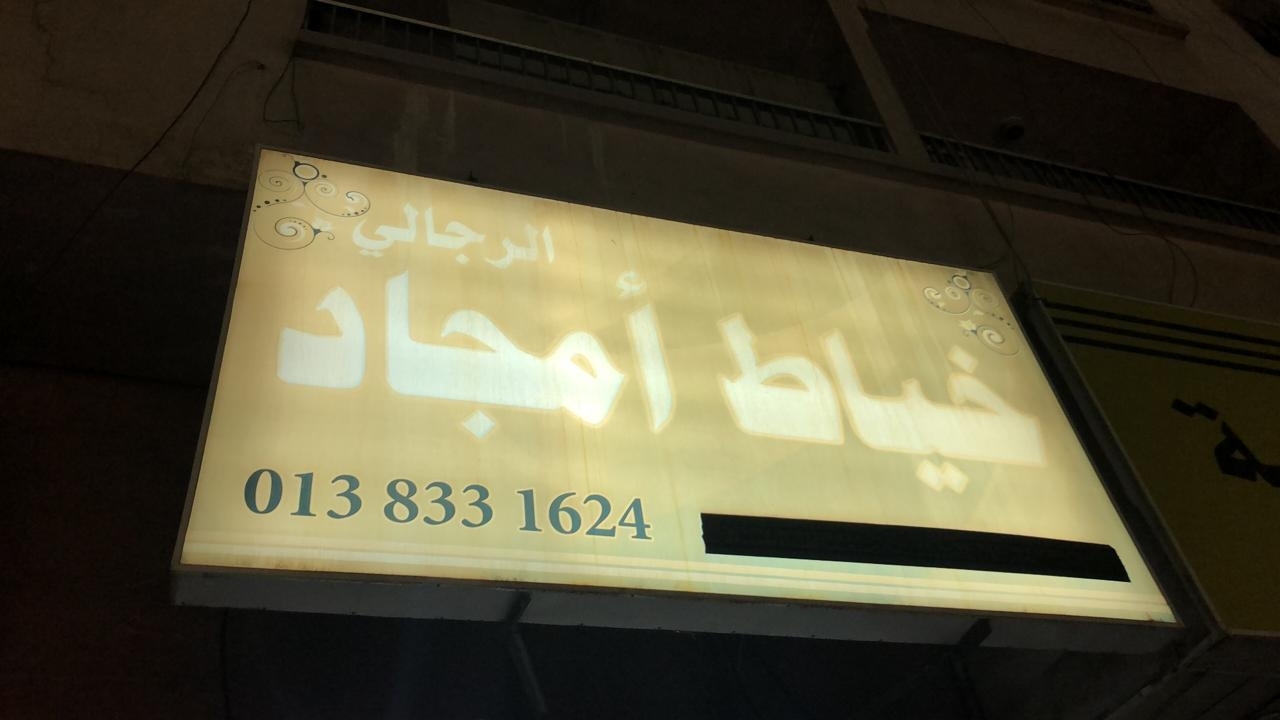 خياط أمجاد
الرجالي
013 833 1624